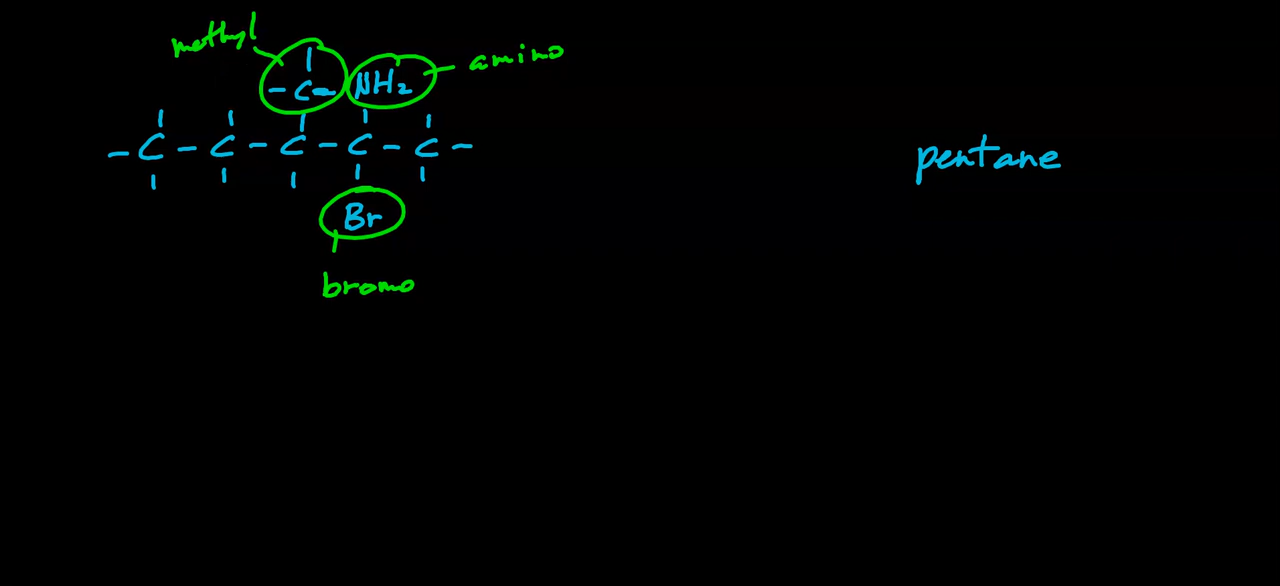 methyl
amino
- C - NH₂
- C - C - C - C - C -
pentane
Br
bromo